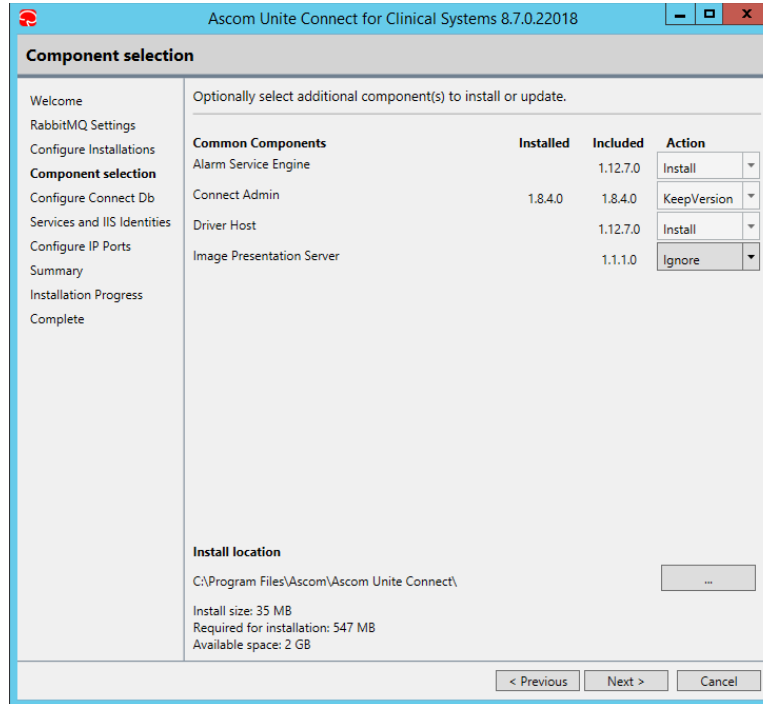 Ascom Unite Connect for Clinical Systems 8.7.0.22018
Component selection
Welcome
RabbitMQ Settings
Configure Installations
Component selection
Configure Connect Db
Services and IIS Identities
Configure IP Ports
Summary
Installation Progress
Complete
Optionally select additional component(s) to install or update.
Common Components Installed Included Action
Alarm Service Engine 1.12.7.0 Install
Connect Admin 1.8.4.0 1.8.4.0 KeepVersion
Driver Host 1.12.7.0 Install
Image Presentation Server 1.1.1.0 Ignore
Install location
C:\Program Files\Ascom\Ascom Unite Connect\ ...
Install size: 35 MB
Required for installation: 547 MB
Available space: 2 GB
< Previous Next > Cancel